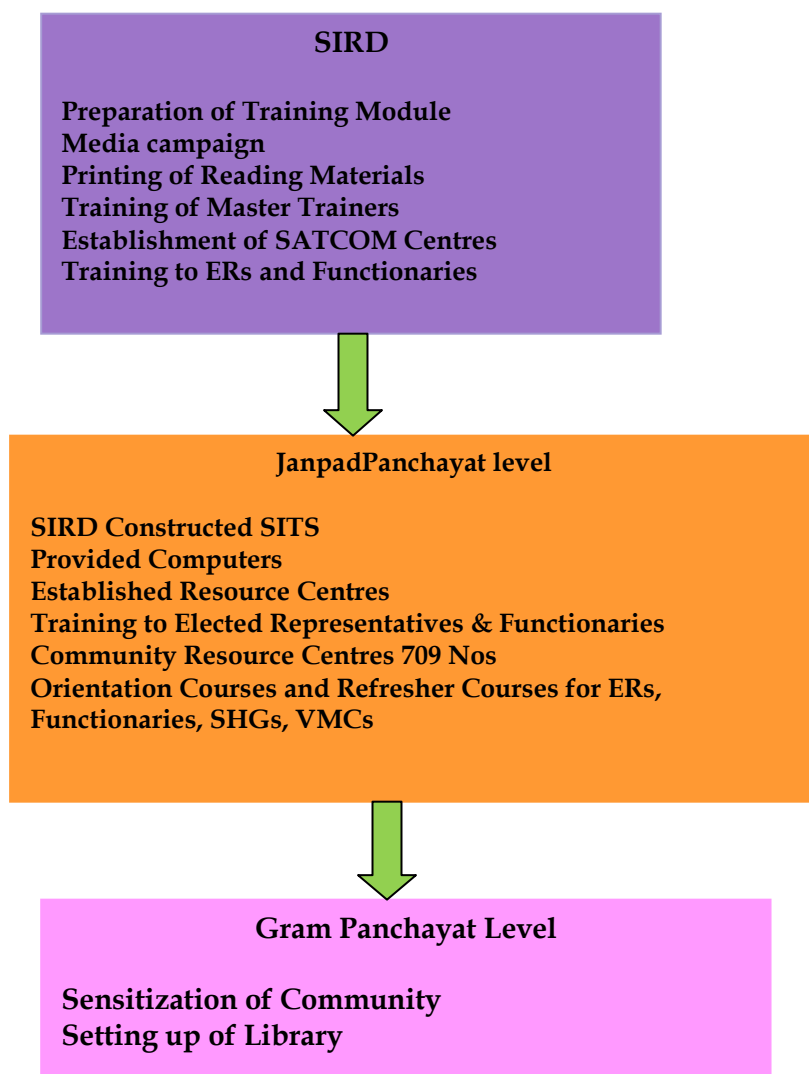 SIRD
Preparation of Training Module
Media campaign
Printing of Reading Materials
Training of Master Trainers
Establishment of SATCOM Centres
Training to ERs and Functionaries
JanpadPanchayat level
SIRD Constructed SITS
Provided Computers
Established Resource Centres
Training to Elected Representatives & Functionaries
Community Resource Centres 709 Nos
Orientation Courses and Refresher Courses for ERs,
Functionaries, SHGs, VMCs
Gram Panchayat Level
Sensitization of Community
Setting up of Library